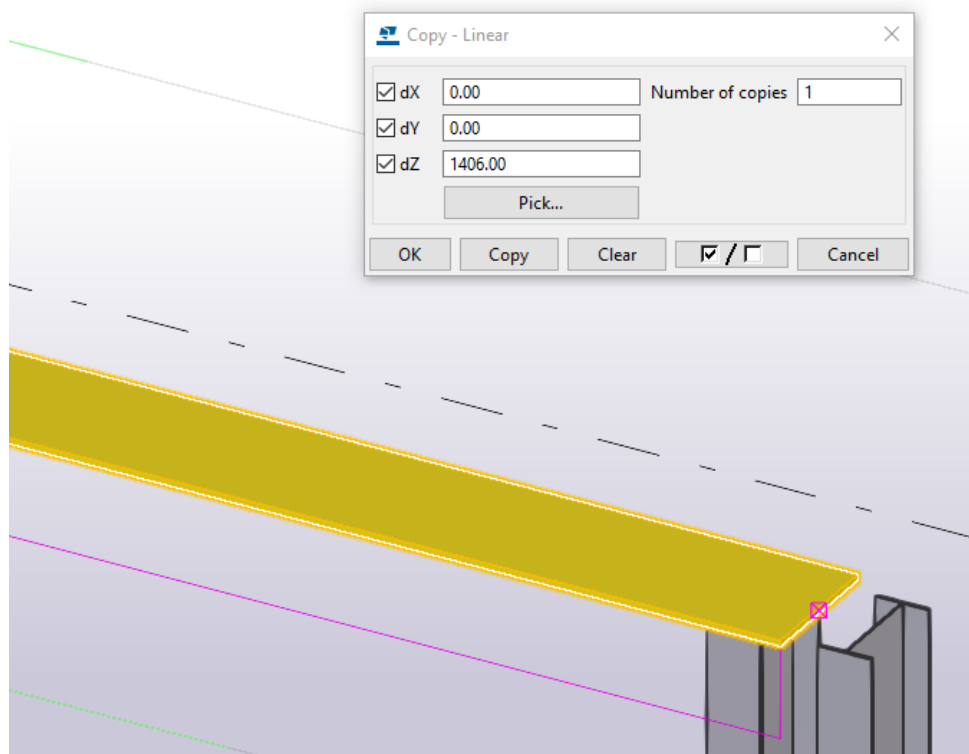 Copy - Linear
dX 0.00 Number of copies 1
dY 0.00
dZ 1406.00
Pick...
OK Copy Clear / Cancel